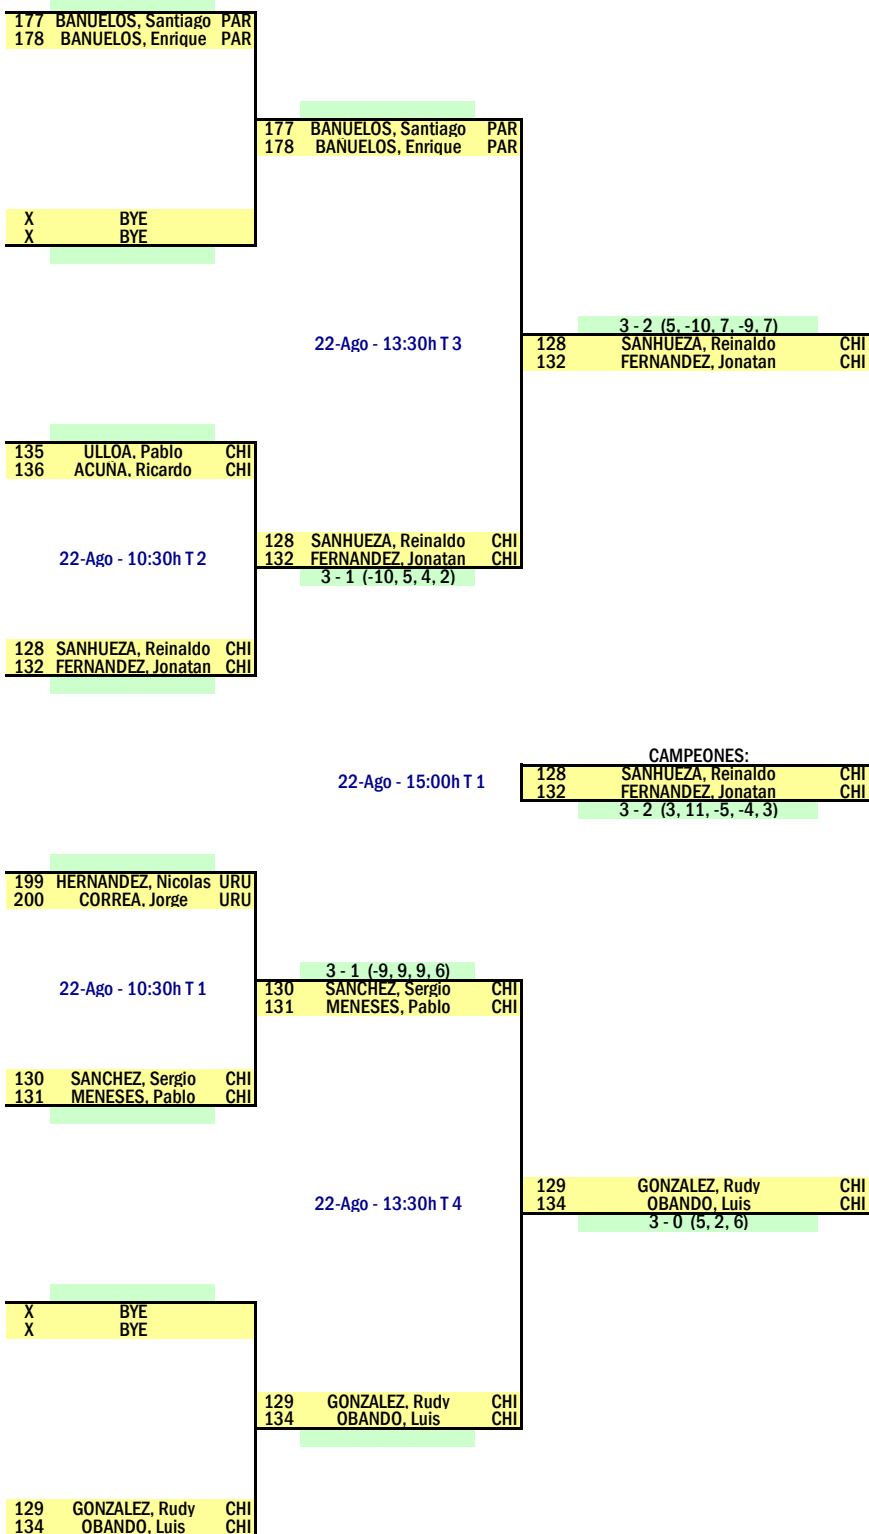 177 BAÑUELOS, Santiago PAR
178 BAÑUELOS, Enrique PAR
177 BAÑUELOS, Santiago PAR
178 BAÑUELOS, Enrique PAR
X BYE
X BYE
3 - 2 (5, -10, 7, -9, 7)
22-Ago - 13:30h T 3
128 SANHUEZA, Reinaldo CHI
132 FERNANDEZ, Jonatan CHI
135 ULLOA, Pablo CHI
136 ACUÑA, Ricardo CHI
128 SANHUEZA, Reinaldo CHI
22-Ago - 10:30h T 2
132 FERNANDEZ, Jonatan CHI
3 - 1 (-10, 5, 4, 2)
128 SANHUEZA, Reinaldo CHI
132 FERNANDEZ, Jonatan CHI
CAMPEONES:
22-Ago - 15:00h T 1
128 SANHUEZA, Reinaldo CHI
132 FERNANDEZ, Jonatan CHI
3 - 2 (3, 11, -5, -4, 3)
199 HERNANDEZ, Nicolas URU
200 CORREA, Jorge URU
3 - 1 (-9, 9, 9, 6)
22-Ago - 10:30h T 1
130 SANCHEZ, Sergio CHI
131 MENESES, Pablo CHI
130 SANCHEZ, Sergio CHI
131 MENESES, Pablo CHI
129 GONZALEZ, Rudy CHI
22-Ago - 13:30h T 4
134 OBANDO, Luis CHI
3 - 0 (5, 2, 6)
X BYE
X BYE
129 GONZALEZ, Rudy CHI
134 OBANDO, Luis CHI
129 GONZALEZ, Rudy CHI
134 OBANDO, Luis CHI